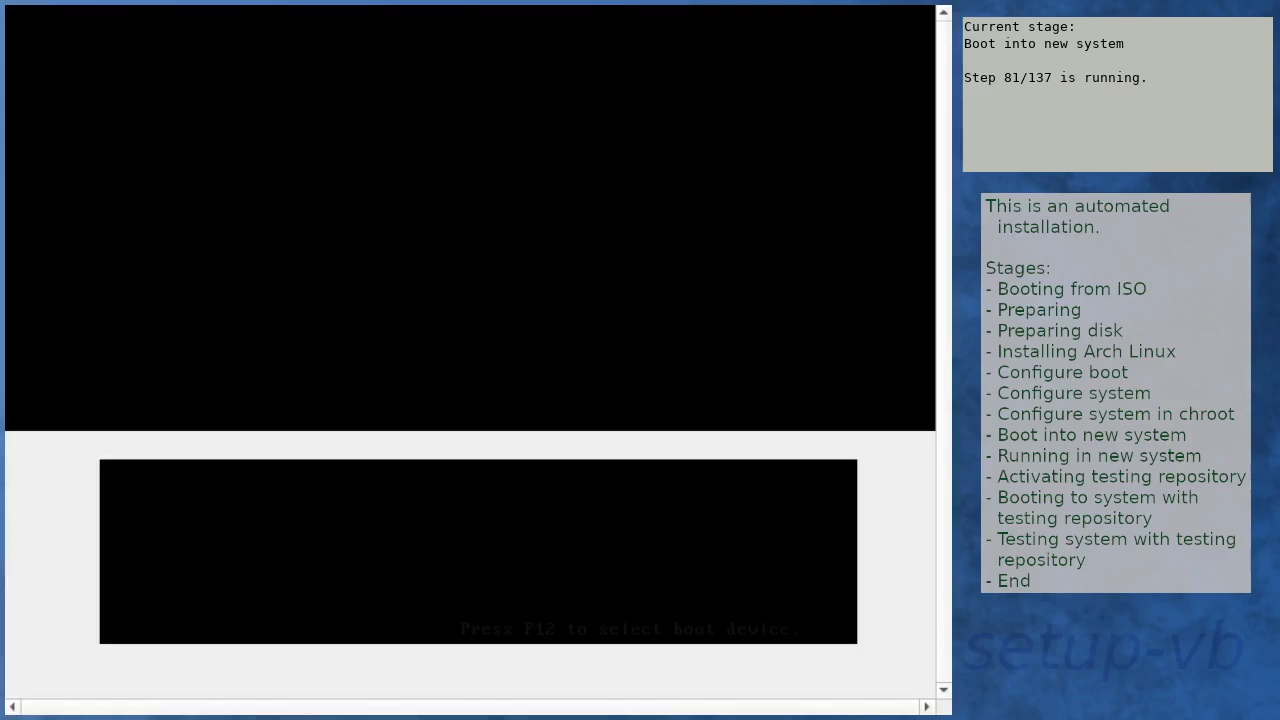 Current stage:
Boot into new system
Step 81/137 is running.
This is an automated
installation.
Stages:
- Booting from ISO
- Preparing
- Preparing disk
- Installing Arch Linux
- Configure boot
- Configure system
- Configure system in chroot
- Boot into new system
- Running in new system
- Activating testing repository
- Booting to system with
testing repository
- Testing system with testing
repository
- End
Press F12 to select boot device.
setup-vb